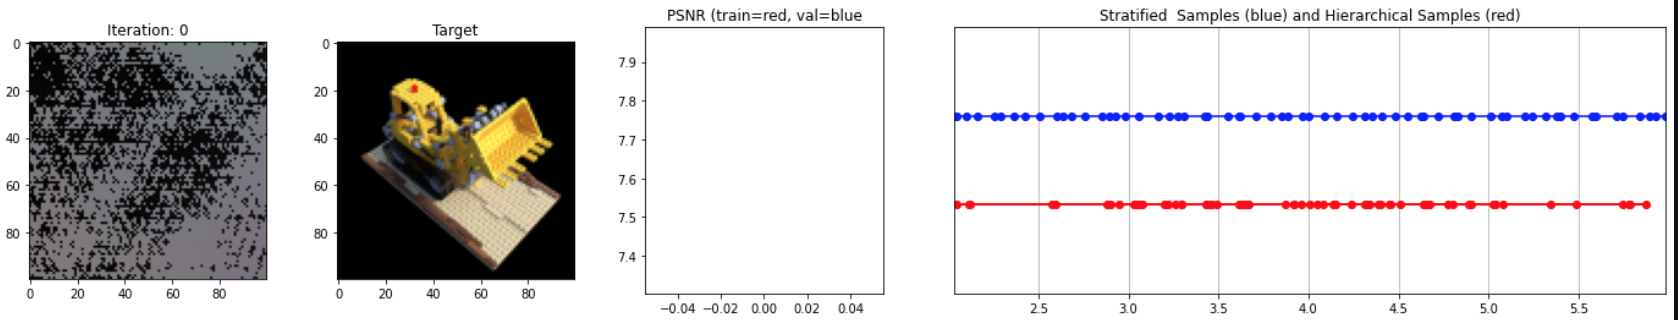 Iteration: 0
0
20
40
60
80
0 20 40 60 80
Target
0
20
40
60
80
0 20 40 60 80
PSNR (train=red, val=blue
7.9
7.8
7.7
7.6
7.5
7.4
−0.04 −0.02 0.00 0.02 0.04
Stratified  Samples (blue) and Hierarchical Samples (red)
2.5 3.0 3.5 4.0 4.5 5.0 5.5